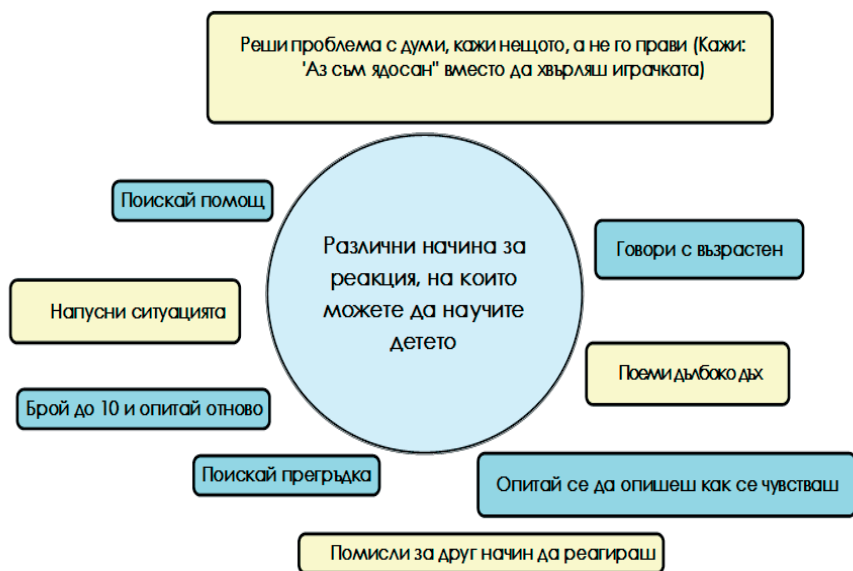 Реши проблема с думи, кажи нещото, а не го прави (Кажи:
'Аз съм ядосан" вместо да хвърляш играчката)
Поискай помощ
Различни начина за
реакция, на които
можете да научите
детето
Говори с възрастен
Напусни ситуацията
Поеми дълбоко дъх
Брой до 10 и опитай отново
Поискай прегръдка
Опитай се да опишеш как се чувстваш
Помисли за друг начин да реагираш